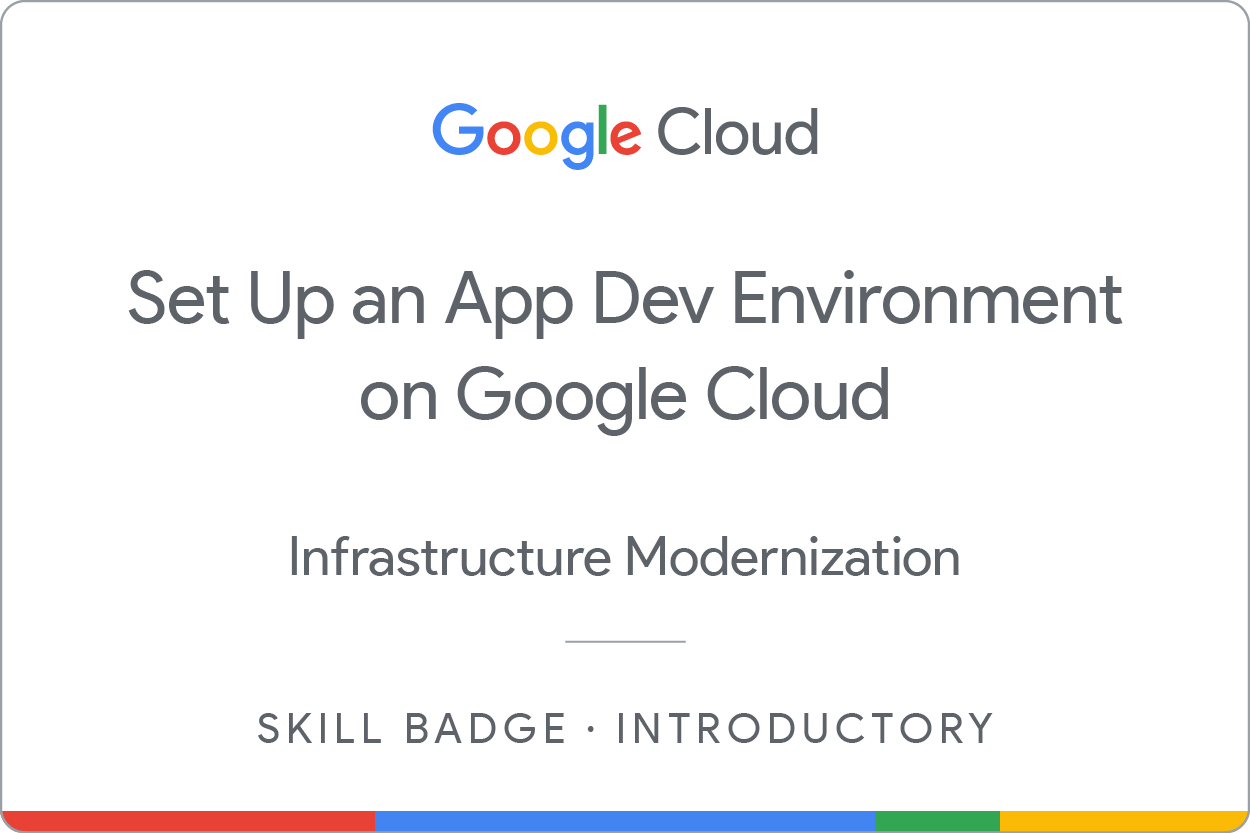 Google Cloud
Set Up an App Dev Environment
on Google Cloud
Infrastructure Modernization
SKILL BADGE · INTRODUCTORY